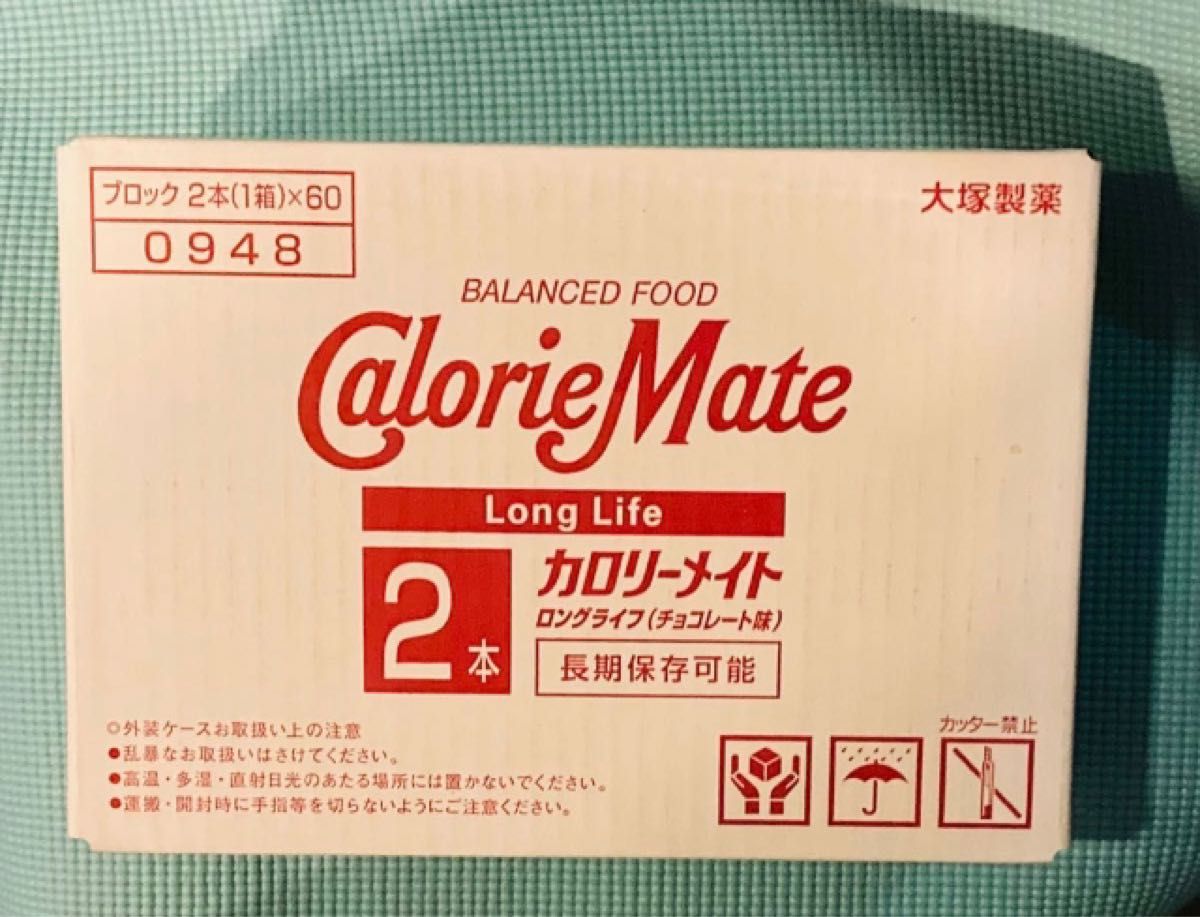 ブロック 2本(1箱)×60
0948
大塚製薬
BALANCED FOOD
CalorieMate
Long Life
2本
カロリーメイト
ロングライフ(チョコレート味)
長期保存可能
◎外装ケースお取扱い上の注意
●乱暴なお取扱いはさけてください。
●高温・多湿・直射日光のあたる場所には置かないでください。
●運搬・開封時に手指等を切らないようにご注意ください。
カッター禁止